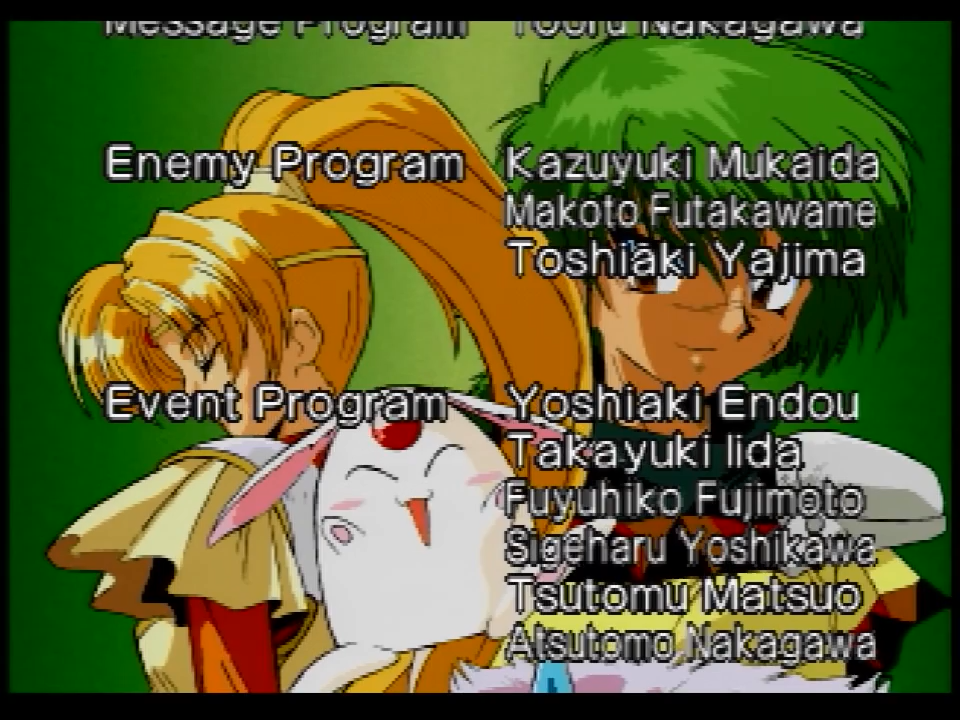 Message Program Tooru Nakagawa
Enemy Program Kazuyuki Mukaida
Makoto Futakawame
Toshiaki Yajima
Event Program Yoshiaki Endou
Takayuki Iida
Fuyuhiko Fujimoto
Sigeharu Yoshikawa
Tsutomu Matsuo
Atsutomo Nakagawa